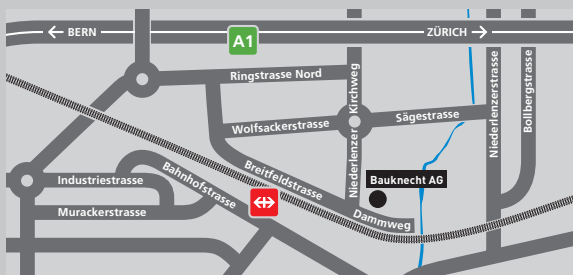 BERN
A1
ZÜRICH
Ringstrasse Nord
Niederlenzer Kirchweg
Niederlenzerstrasse
Bollbergstrasse
Wolfsackerstrasse
Sägestrasse
Breitfeldstrasse
Bahnhofstrasse
Industriestrasse
Bauknecht AG
Murackerstrasse
Dammweg